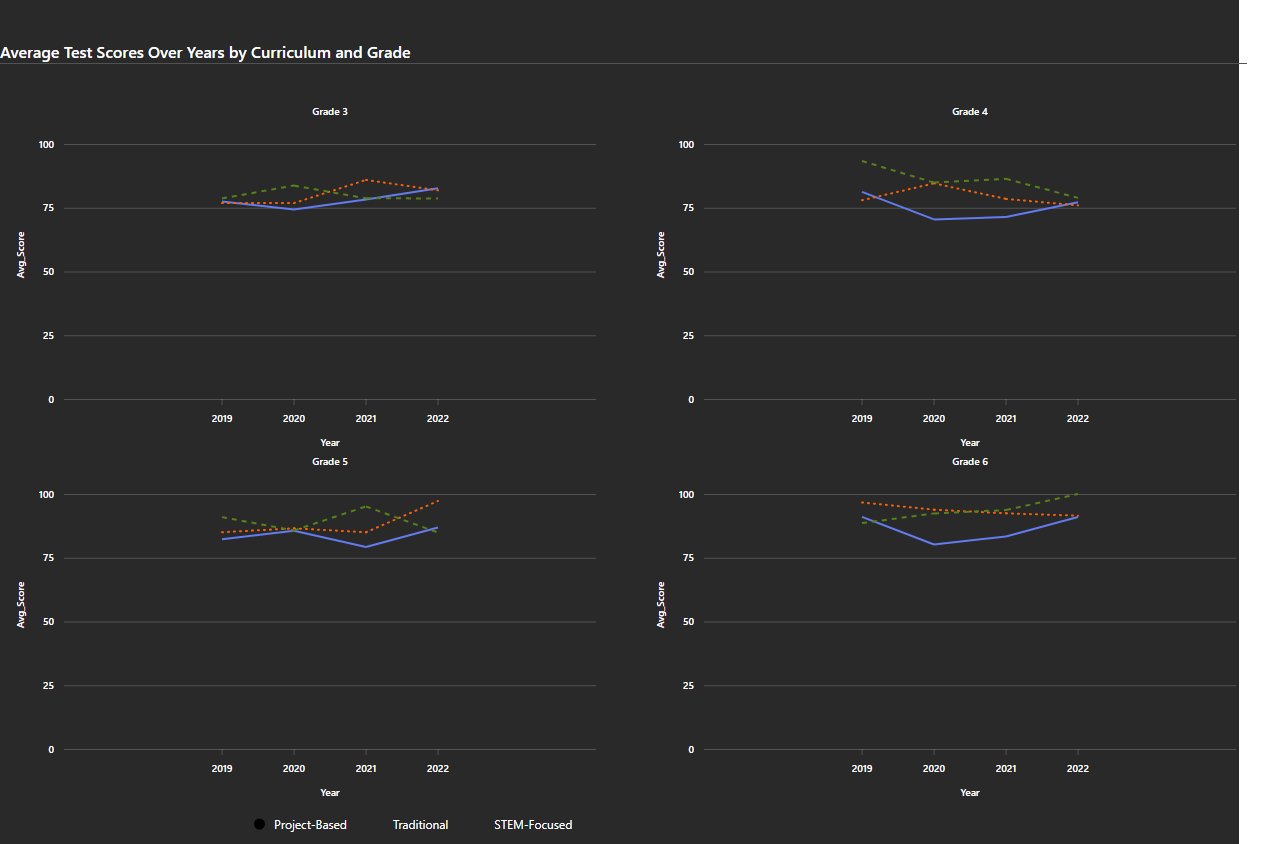 Average Test Scores Over Years by Curriculum and Grade
Grade 3
100
75
50
25
0
Avg_Score
2019 2020 2021 2022
Year
Grade 4
100
75
50
25
0
Avg_Score
2019 2020 2021 2022
Year
Grade 5
100
75
50
25
0
Avg_Score
2019 2020 2021 2022
Year
Grade 6
100
75
50
25
0
Avg_Score
2019 2020 2021 2022
Year
Project-Based Traditional STEM-Focused